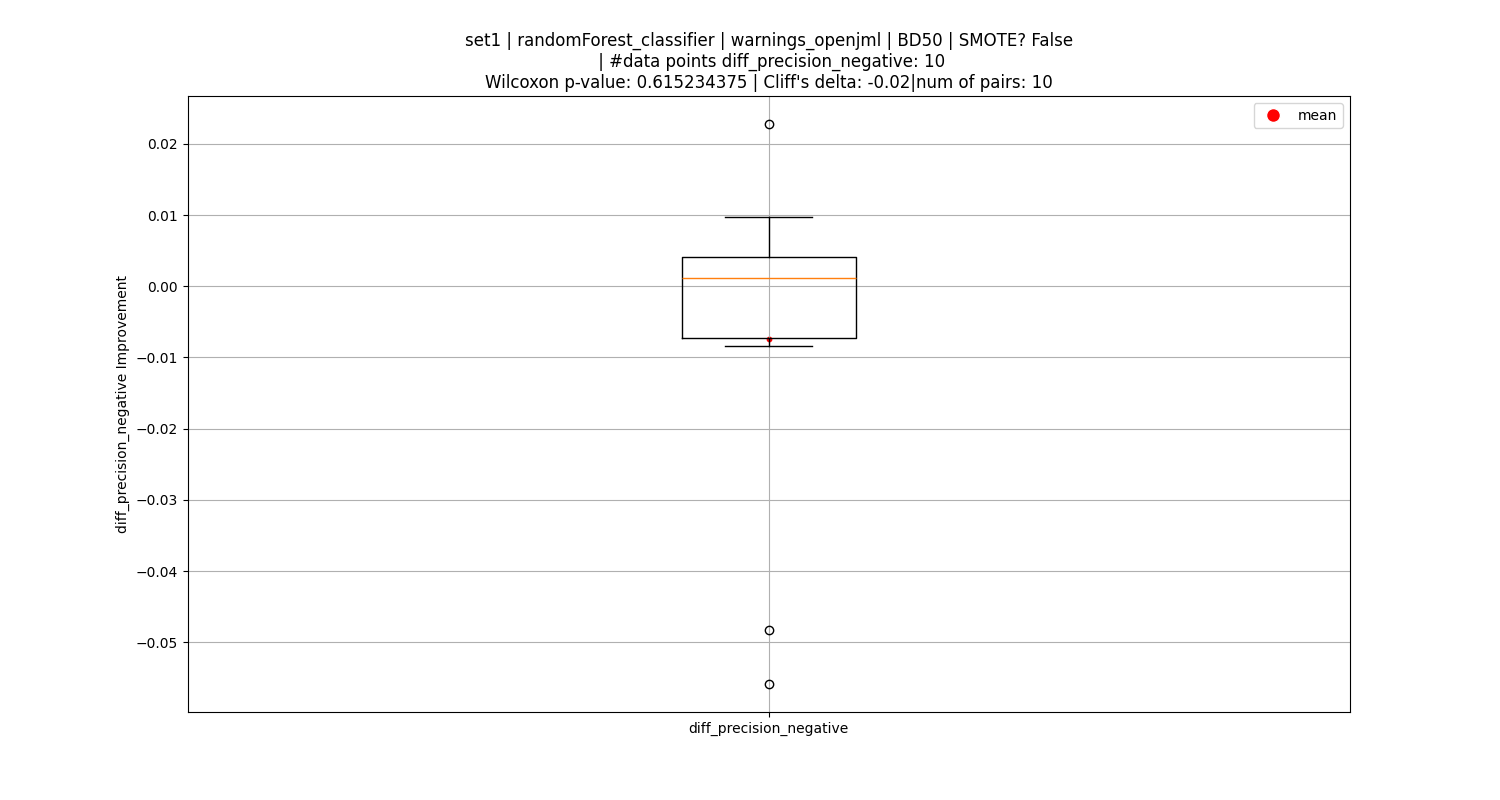 set1 | randomForest_classifier | warnings_openjml | BD50 | SMOTE? False
| #data points diff_precision_negative: 10
Wilcoxon p-value: 0.615234375 | Cliff's delta: -0.02|num of pairs: 10
mean
0.02
0.01
0.00
−0.01
−0.02
−0.03
−0.04
−0.05
diff_precision_negative Improvement
diff_precision_negative